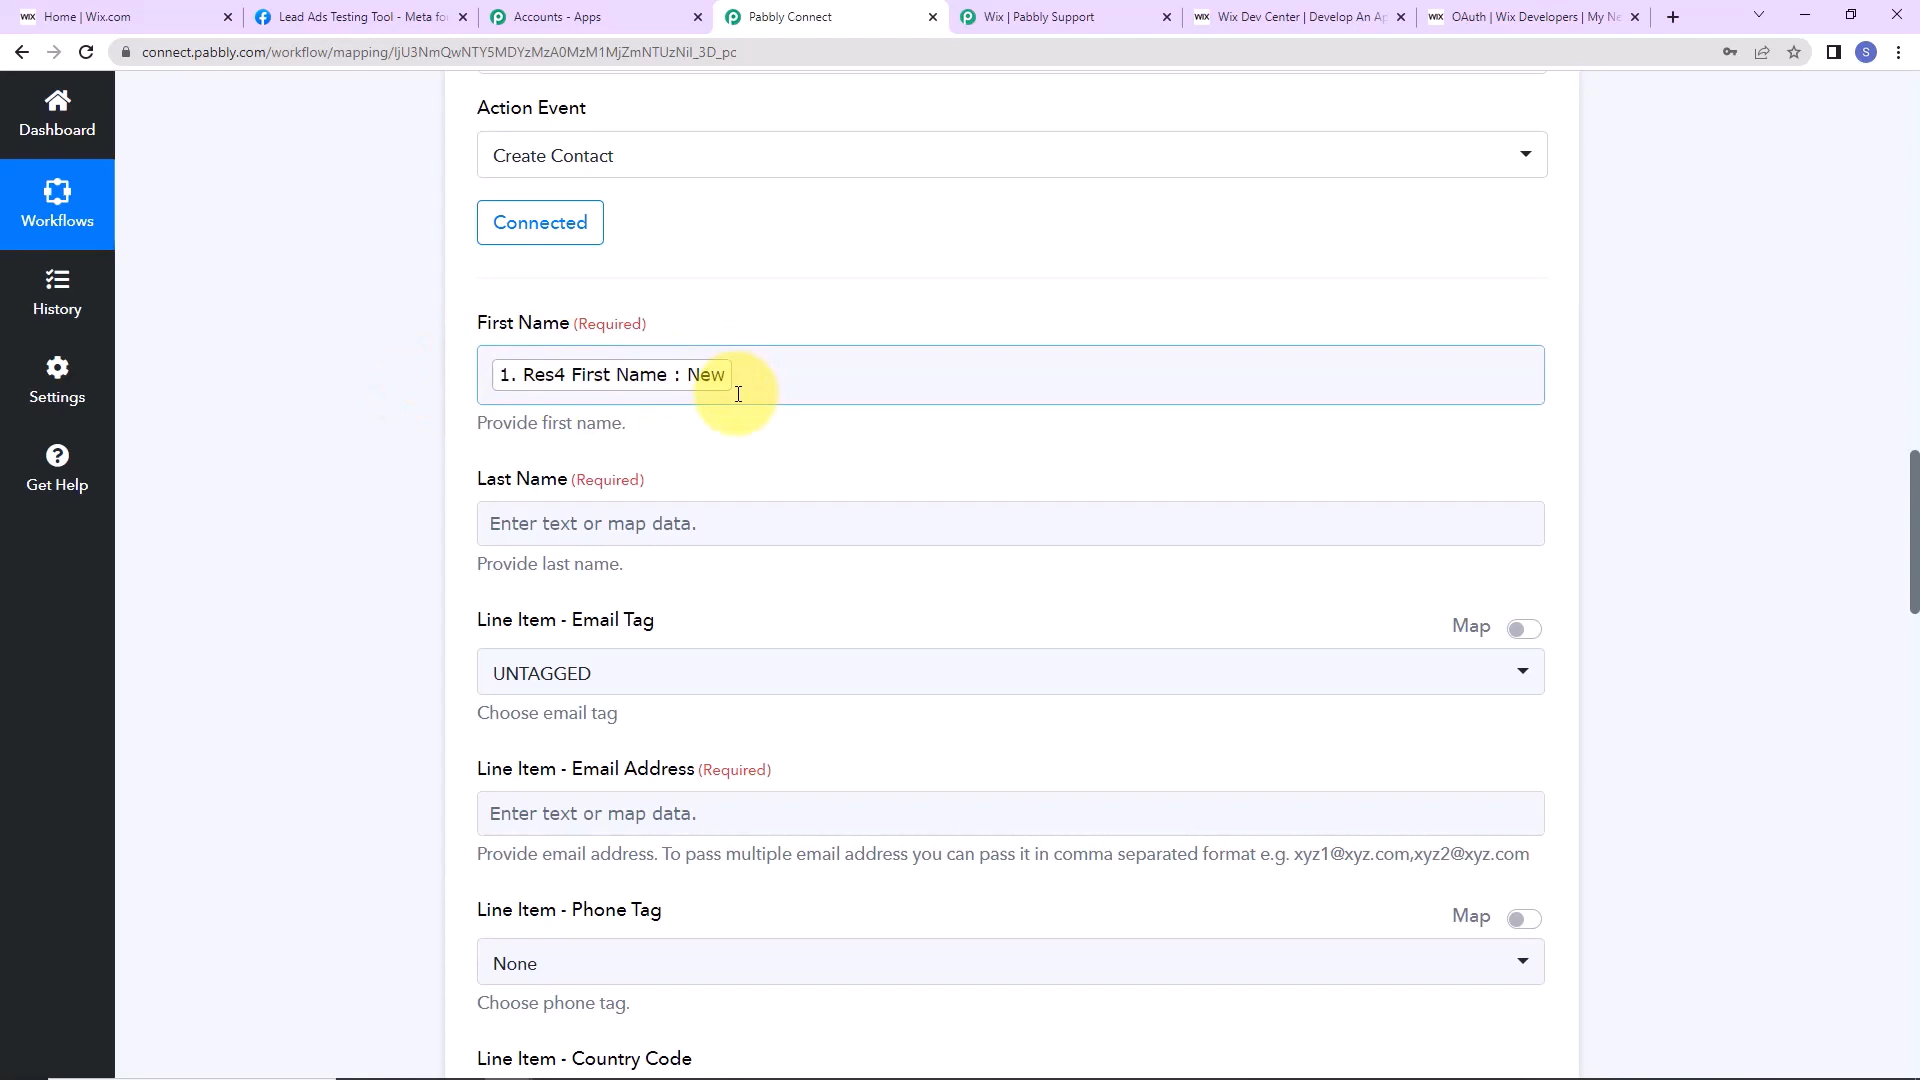 WIX Home | Wix.com
Lead Ads Testing Tool - Meta fo
Accounts - Apps
Pabbly Connect
Wix | Pabbly Support
WIX Wix Dev Center | Develop An Ap
WIX OAuth | Wix Developers | My Ne
connect.pabbly.com/workflow/mapping/IjU3NmQwNTY5MDYzMzA0MzM1MjZmNTUzNiI_3D_pc
S
Dashboard
Workflows
History
Settings
Get Help
Action Event
Create Contact
Connected
First Name (Required)
1. Res4 First Name : New
Provide first name.
Last Name (Required)
Enter text or map data.
Provide last name.
Line Item - Email Tag
Map
UNTAGGED
Choose email tag
Line Item - Email Address (Required)
Enter text or map data.
Provide email address. To pass multiple email address you can pass it in comma separated format e.g. xyz1@xyz.com,xyz2@xyz.com
Line Item - Phone Tag
Map
None
Choose phone tag.
Line Item - Country Code